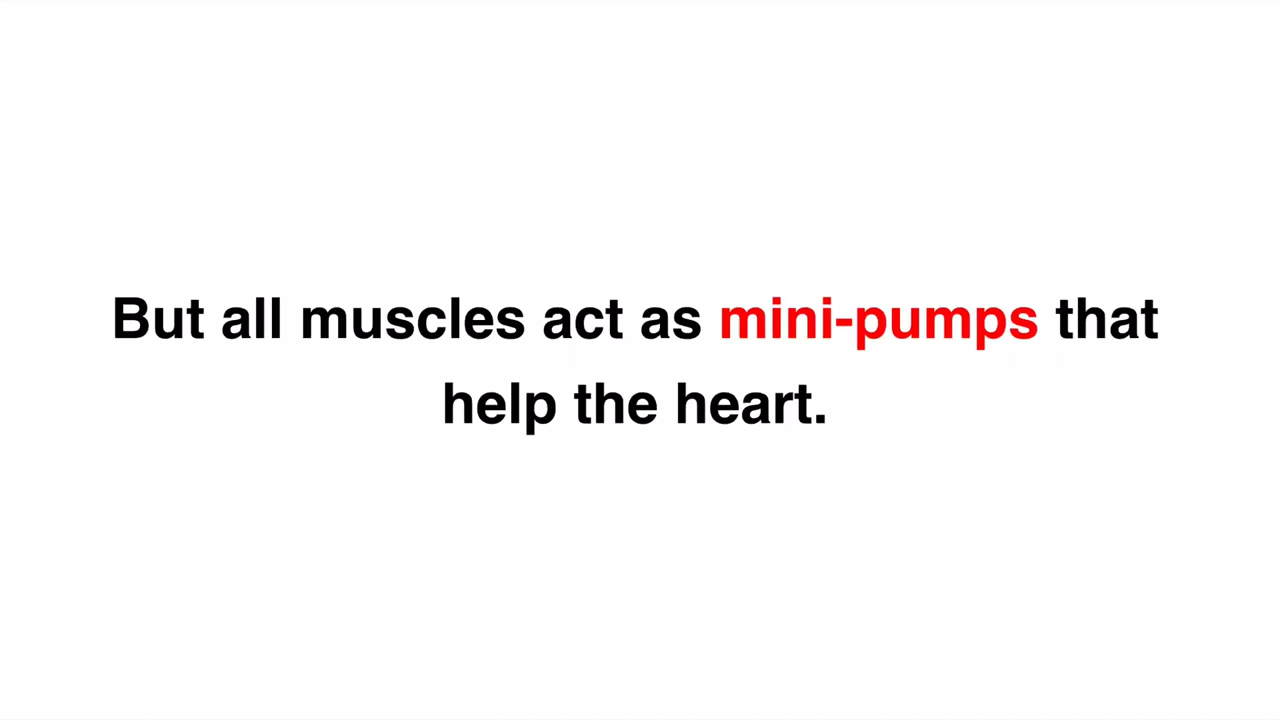 But all muscles act as mini-pumps that
help the heart.